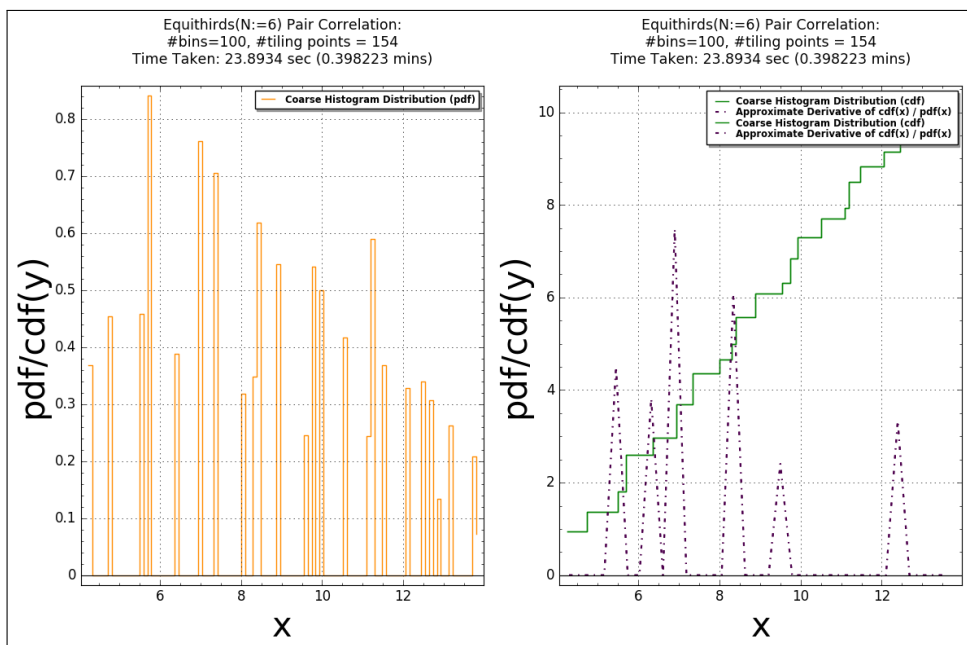 Equithirds(N:=6) Pair Correlation:
#bins=100, #tiling points = 154
Time Taken: 23.8934 sec (0.398223 mins)
Coarse Histogram Distribution (pdf)
0.8
0.7
0.6
0.5
0.4
0.3
0.2
0.1
0
pdf/cdf(y)
6 8 10 12
x
Equithirds(N:=6) Pair Correlation:
#bins=100, #tiling points = 154
Time Taken: 23.8934 sec (0.398223 mins)
Coarse Histogram Distribution (cdf)
Approximate Derivative of cdf(x) / pdf(x)
Coarse Histogram Distribution (cdf)
Approximate Derivative of cdf(x) / pdf(x)
10
8
6
4
2
0
pdf/cdf(y)
6 8 10 12
x